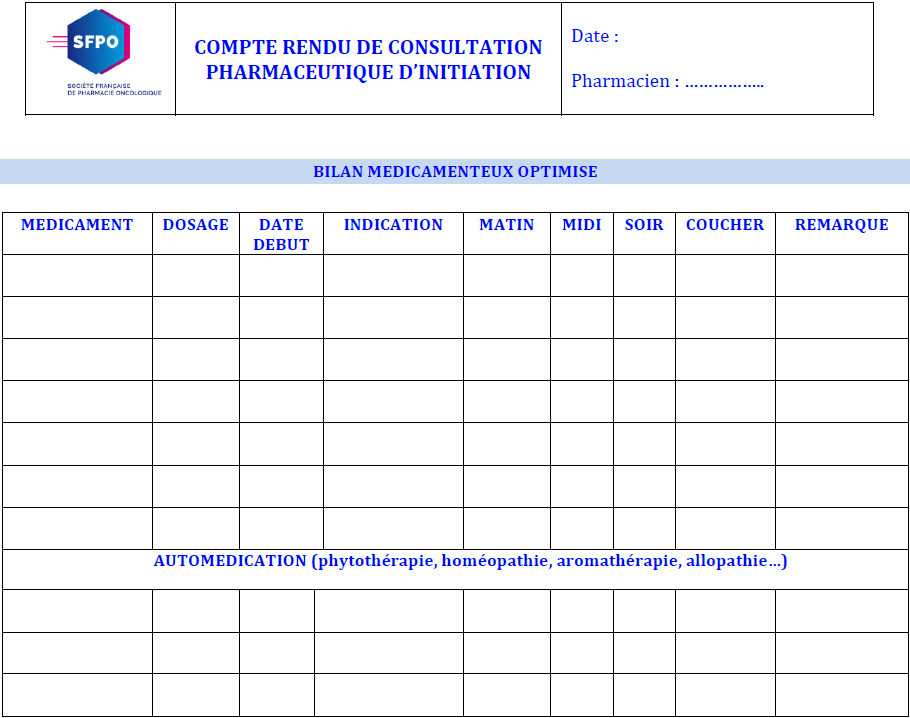 SFPO
SOCIÉTÉ FRANÇAISE
DE PHARMACIE ONCOLOGIQUE
COMPTE RENDU DE CONSULTATION
PHARMACEUTIQUE D’INITIATION
Date :
Pharmacien : ……………..
BILAN MEDICAMENTEUX OPTIMISE
MEDICAMENT DOSAGE DATE DEBUT INDICATION MATIN MIDI SOIR COUCHER REMARQUE
AUTOMEDICATION (phytothérapie, homéopathie, aromathérapie, allopathie…)